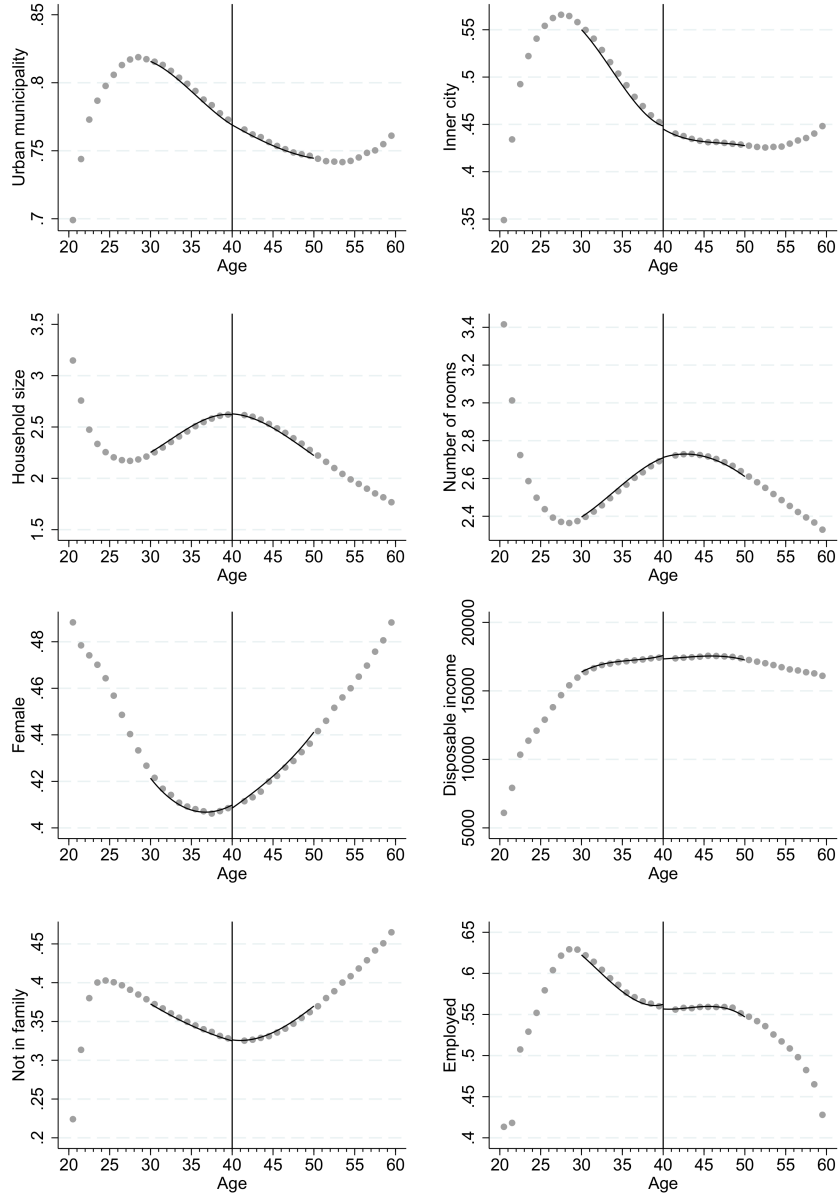 Urban municipality
.85
.8
.75
.7
20 25 30 35 40 45 50 55 60
Age
Inner city
.55
.5
.45
.4
.35
20 25 30 35 40 45 50 55 60
Age
Household size
3.5
3
2.5
2
1.5
20 25 30 35 40 45 50 55 60
Age
Number of rooms
3.4
3.2
3
2.8
2.6
2.4
20 25 30 35 40 45 50 55 60
Age
Female
.48
.46
.44
.42
.4
20 25 30 35 40 45 50 55 60
Age
Disposable income
20000
15000
10000
5000
20 25 30 35 40 45 50 55 60
Age
Not in family
.45
.4
.35
.3
.25
.2
20 25 30 35 40 45 50 55 60
Age
Employed
.65
.6
.55
.5
.45
.4
20 25 30 35 40 45 50 55 60
Age